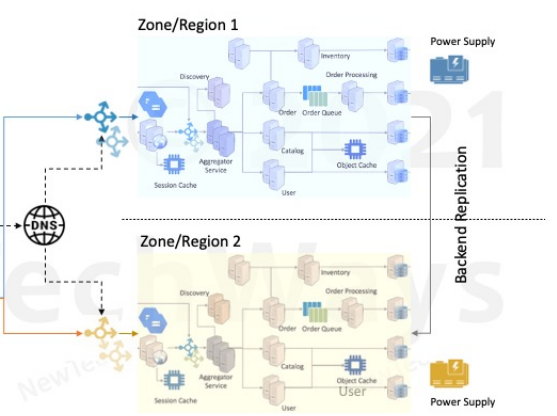 Zone/Region 1
Power Supply
Inventory
Discovery
Order Processing
Order
Order Queue
Catalog
Aggregator
Service
Object Cache
Session Cache
User
DNS
Backend Replication
Zone/Region 2
Inventory
Discovery
Order Processing
Order
Order Queue
Catalog
Aggregator
Service
Object Cache
User
Session Cache
User
Power Supply